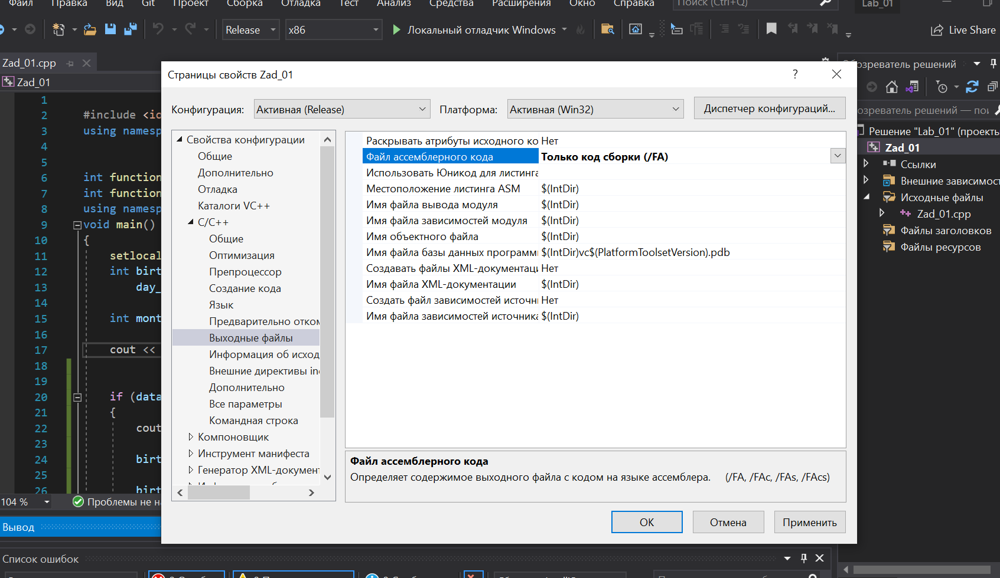 Файл Правка Вид Git Проект Сборка Отладка Тест Анализ Средства Расширения Окно Справка Поиск (Ctrl+Q) Lab_01
Release x86 Локальный отладчик Windows Live Share
Zad_01.cpp
Zad_01
1
2 #include <io
3 using namesp
4
5
6 int function
7 int function
8 using namesp
9 void main()
10 {
11 setlocal
12 int birt
13 day_
14
15 int mont
16
17 cout <<
18
19
20 if (data
21 {
22 cout
23
24 birt
25
26 birt
104 % Проблемы не на
Вывод
Список ошибок
Страницы свойств Zad_01 ?
Конфигурация: Активная (Release) Платформа: Активная (Win32) Диспетчер конфигураций...
Свойства конфигурации
Общие
Дополнительно
Отладка
Каталоги VC++
C/C++
Общие
Оптимизация
Препроцессор
Создание кода
Язык
Предварительно отком
Выходные файлы
Информация об исход
Внешние директивы inc
Дополнительно
Все параметры
Командная строка
Компоновщик
Инструмент манифеста
Генератор XML-документ
Раскрывать атрибуты исходного ко Нет
Файл ассемблерного кода Только код сборки (/FA)
Использовать Юникод для листинга
Местоположение листинга ASM $(IntDir)
Имя файла вывода модуля $(IntDir)
Имя файла зависимостей модуля $(IntDir)
Имя объектного файла $(IntDir)
Имя файла базы данных программ $(IntDir)vc$(PlatformToolsetVersion).pdb
Создавать файлы XML-документаци Нет
Имя файла XML-документации $(IntDir)
Создать файл зависимостей источн Нет
Имя файла зависимостей источника $(IntDir)
Файл ассемблерного кода
Определяет содержимое выходного файла с кодом на языке ассемблера. (/FA, /FAc, /FAs, /FAcs)
ОК Отмена Применить
Обозреватель решений
озреватель решений — пои
Решение "Lab_01" (проекты
Zad_01
Ссылки
Внешние зависимост
Исходные файлы
Zad_01.cpp
Файлы заголовков
Файлы ресурсов